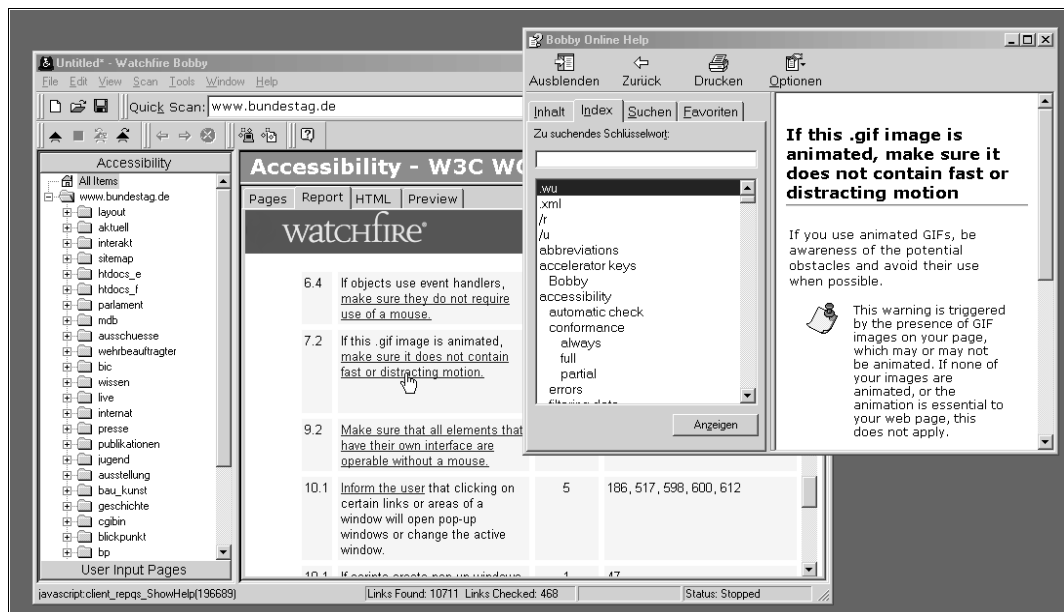 Untitled* - Watchfire Bobby
File Edit View Scan Tools Window Help
Quick Scan: www.bundestag.de
Accessibility
All Items
www.bundestag.de
layout
aktuell
interakt
sitemap
htdocs_e
htdocs_f
parlament
mdb
ausschuesse
wehrbeauftragter
bic
wissen
live
internat
presse
publikationen
jugend
ausstellung
bau_kunst
geschichte
cgibin
blickpunkt
bp
User Input Pages
Accessibility - W3C WC
Pages Report HTML Preview
watchfire®
6.4 If objects use event handlers,
make sure they do not require
use of a mouse.
7.2 If this .gif image is animated,
make sure it does not contain
fast or distracting motion.
9.2 Make sure that all elements that
have their own interface are
operable without a mouse.
10.1 Inform the user that clicking on 5 186, 517, 598, 600, 612
certain links or areas of a
window will open pop-up
windows or change the active
window.
10.1 If scripts create pop-up windows 1 47
javascript:client_repqs_ShowHelp(196689) Links Found: 10711 Links Checked: 468 Status: Stopped
Bobby Online Help
Ausblenden Zurück Drucken Optionen
Inhalt Index Suchen Favoriten
Zu suchendes Schlüsselwort:
.wu
.xml
/r
/u
abbreviations
accelerator keys
Bobby
accessibility
automatic check
conformance
always
full
partial
errors
filtering data
Anzeigen
If this .gif image is
animated, make sure it
does not contain fast or
distracting motion
If you use animated GIFs, be
awareness of the potential
obstacles and avoid their use
when possible.
This warning is triggered
by the presence of GIF
images on your page,
which may or may not
be animated. If none of
your images are
animated, or the
animation is essential to
your web page, this
does not apply.